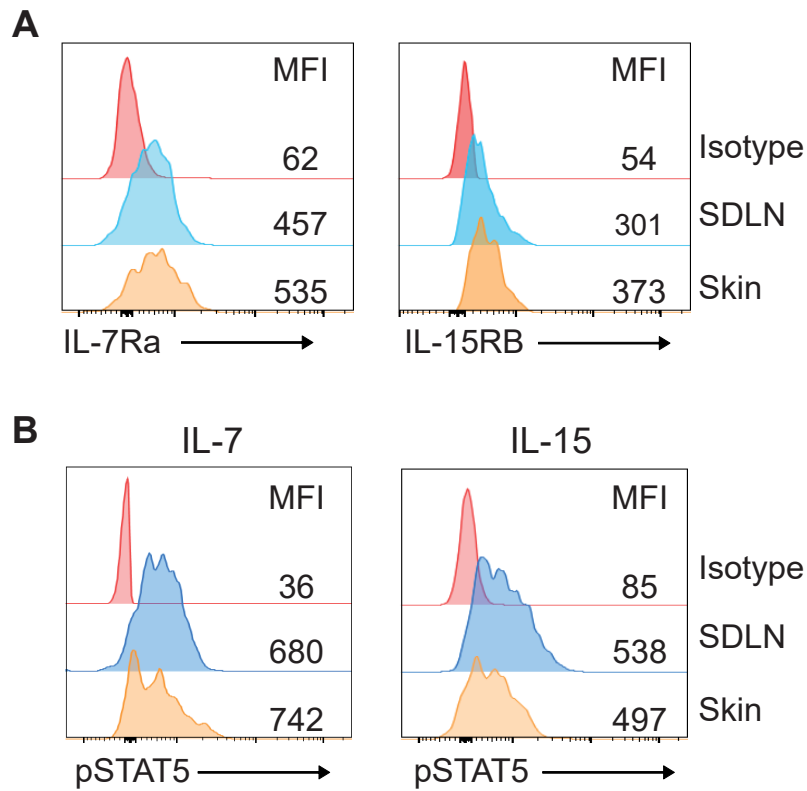 A
MFI
62
457
535
IL-7Ra
MFI
54
301
373
IL-15RB
Isotype
SDLN
Skin
B
IL-7
MFI
36
680
742
pSTAT5
IL-15
MFI
85
538
497
pSTAT5
Isotype
SDLN
Skin